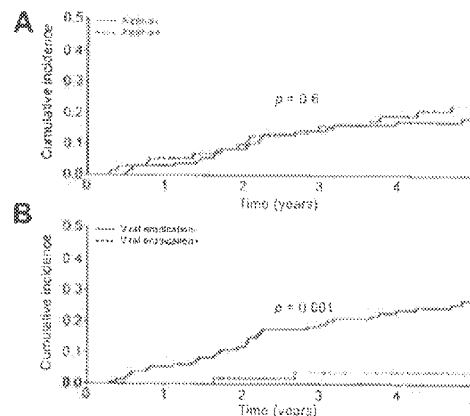 A
0.5
0.4
0.3
0.2
0.1
0.0
Cumulative incidence
p = 0.6
0 1 2 3 4
Time (years)
B
0.5
Viral eradication
Viral eradication
0.4
0.3
0.2
0.1
0.0
Cumulative incidence
p = 0.001
0 1 2 3 4
Time (years)